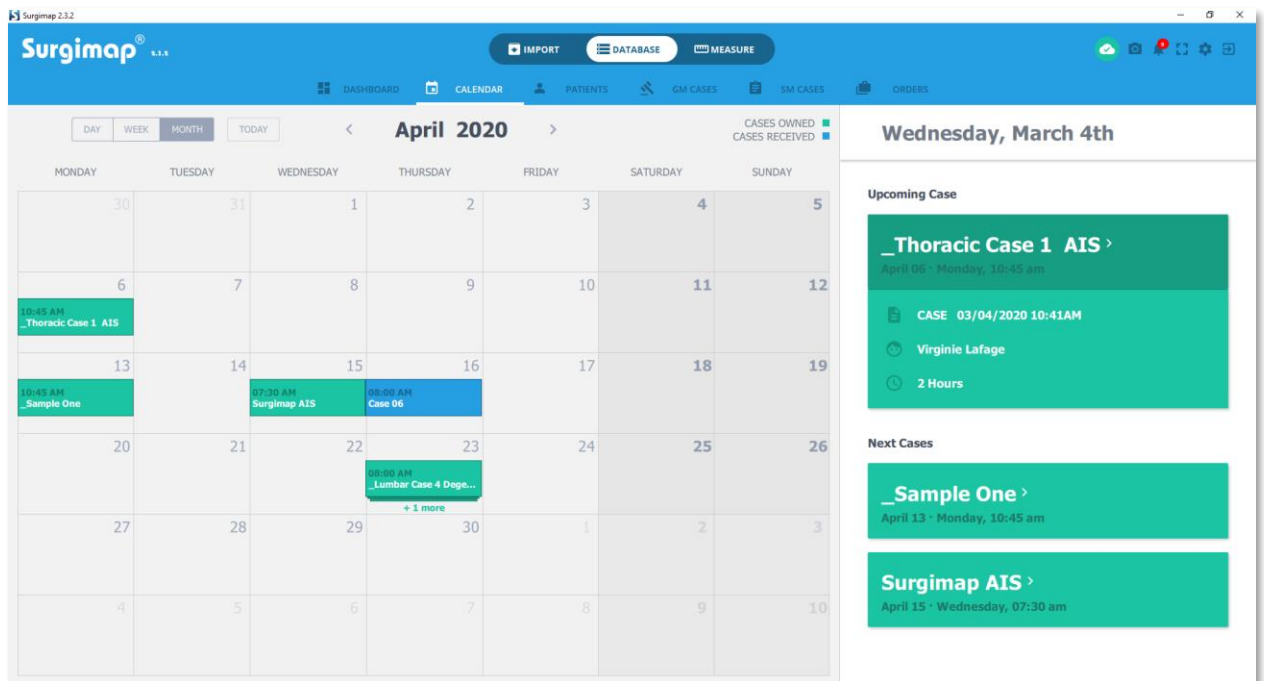 Surgimap 2.3.2
Surgimap® 2.3.2
IMPORT DATABASE MEASURE
DASHBOARD CALENDAR PATIENTS GM CASES SM CASES ORDERS
DAY WEEK MONTH TODAY < April 2020 >
CASES OWNED
CASES RECEIVED
MONDAY TUESDAY WEDNESDAY THURSDAY FRIDAY SATURDAY SUNDAY
30 31 1 2 3 4 5
6 7 8 9 10 11 12
10:45 AM
_Thoracic Case 1 AIS
13 14 15 16 17 18 19
10:45 AM 07:30 AM 08:00 AM
_Sample One Surgimap AIS Case 06
20 21 22 23 24 25 26
08:00 AM
_Lumbar Case 4 Dege...
+ 1 more
27 28 29 30 1 2 3
4 5 6 7 8 9 10
Wednesday, March 4th
Upcoming Case
_Thoracic Case 1 AIS >
April 06 · Monday, 10:45 am
CASE 03/04/2020 10:41AM
Virginie Lafage
2 Hours
Next Cases
_Sample One >
April 13 · Monday, 10:45 am
Surgimap AIS >
April 15 · Wednesday, 07:30 am